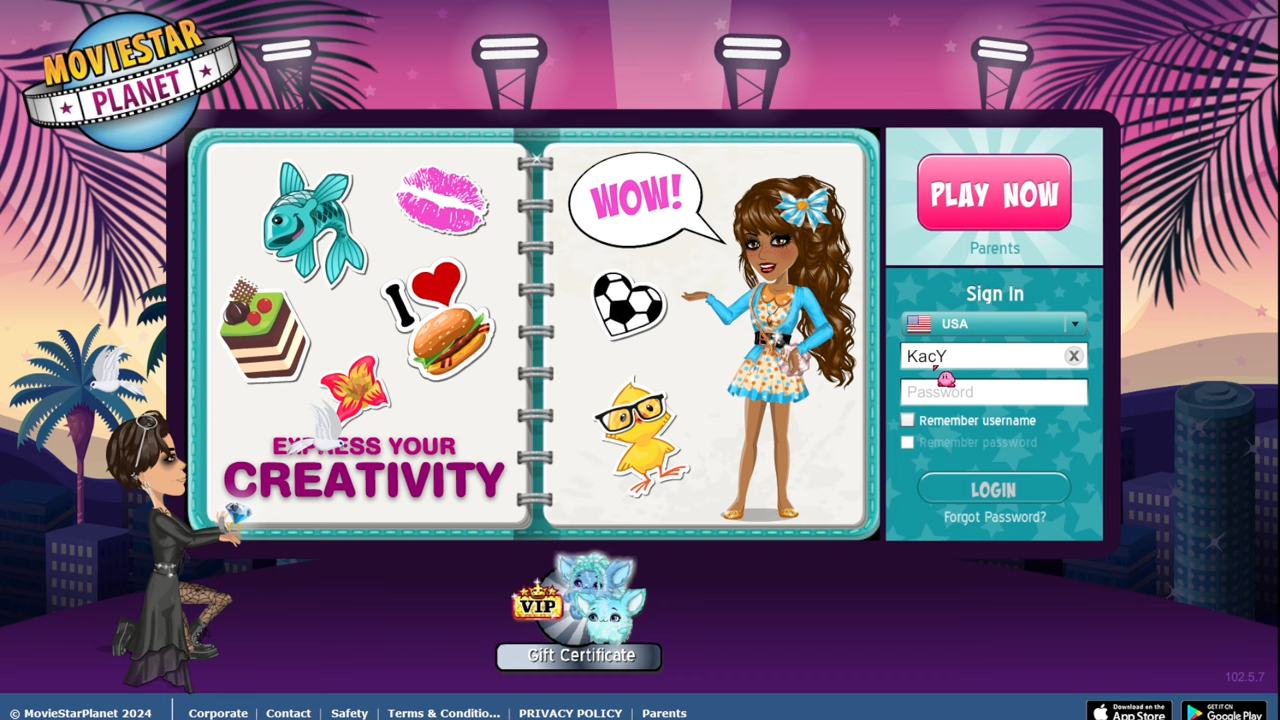 MOVIESTAR
PLANET
WOW!
I
EXPRESS YOUR
CREATIVITY
PLAY NOW
Parents
Sign In
USA
KacY
X
Password
Remember username
Remember password
LOGIN
Forgot Password?
VIP
Gift Certificate
102.5.7
© MovieStarPlanet 2024
Corporate
Contact
Safety
Terms & Conditio...
PRIVACY POLICY
Parents
Download on the
App Store
GET IT ON
Google Play